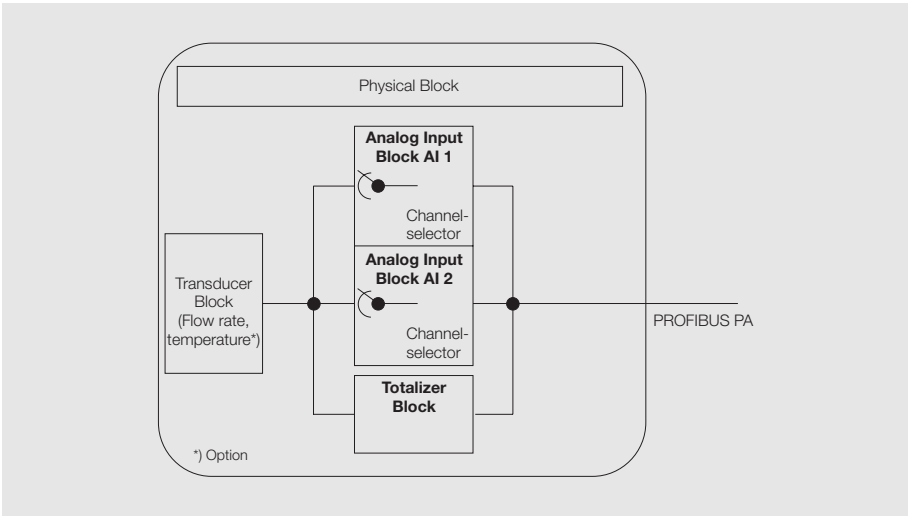 Physical Block
Analog Input
Block AI 1
Channel-
selector
Analog Input
Block AI 2
Channel-
selector
Transducer
Block
(Flow rate,
temperature*)
PROFIBUS PA
Totalizer
Block
*) Option